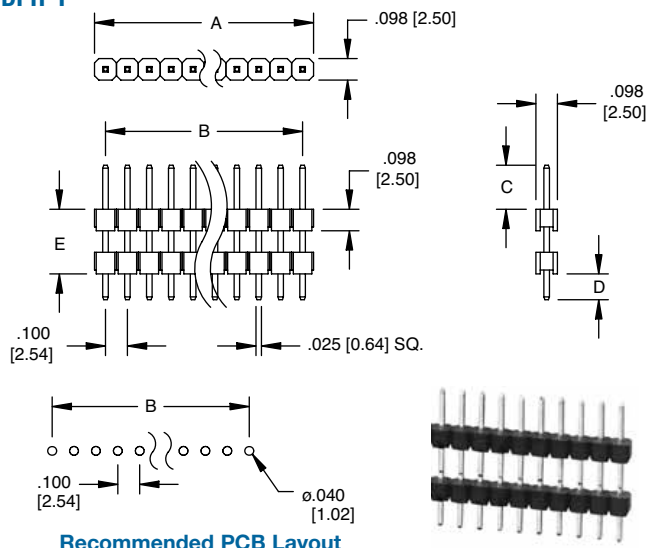 A
.098 [2.50]
B
.098
[2.50]
E
.100
[2.54]
.025 [0.64] SQ.
.098
[2.50]
C
D
B
.100
[2.54]
ø.040
[1.02]
Recommended PCB Layout